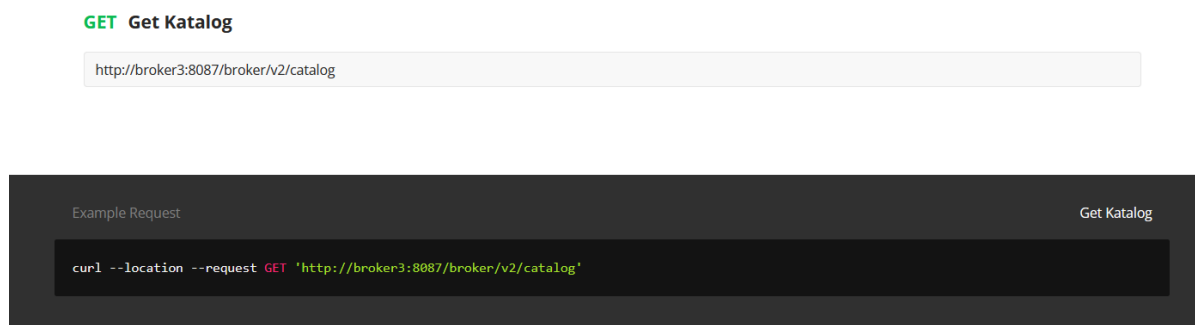 GET Get Katalog
http://broker3:8087/broker/v2/catalog
Example Request Get Katalog
curl --location --request GET 'http://broker3:8087/broker/v2/catalog'